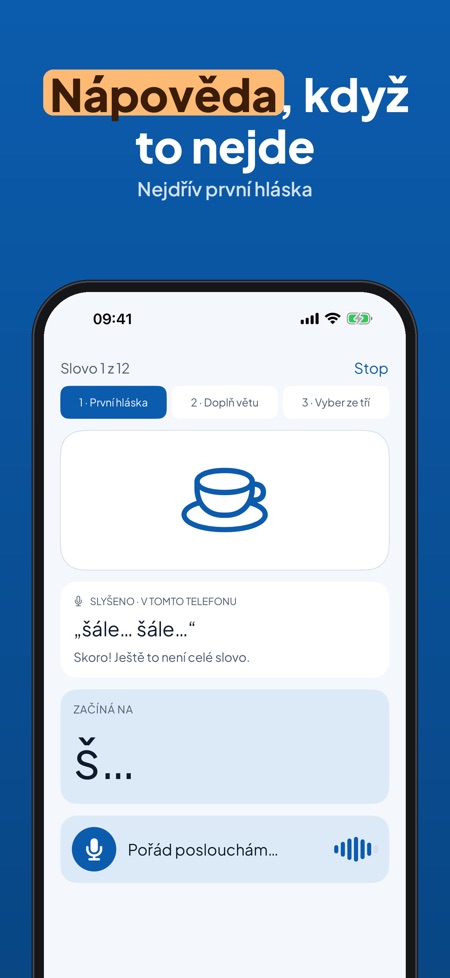 Nápověda, když
to nejde
Nejdřív první hláska
09:41
Slovo 1 z 12
Stop
1 · První hláska
2 · Doplň větu
3 · Vyber ze tří
SLYŠENO · V TOMTO TELEFONU
„šále… šále…“
Skoro! Ještě to není celé slovo.
ZAČÍNÁ NA
Š…
Pořád poslouchám…